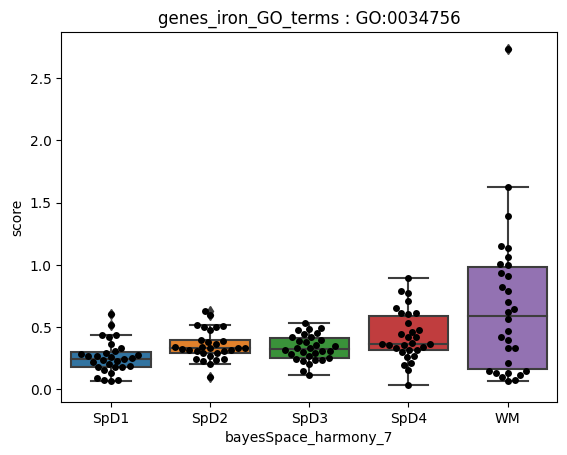 genes_iron_GO_terms : GO:0034756
score
2.5
2.0
1.5
1.0
0.5
0.0
SpD1 SpD2 SpD3 SpD4 WM
bayesSpace_harmony_7